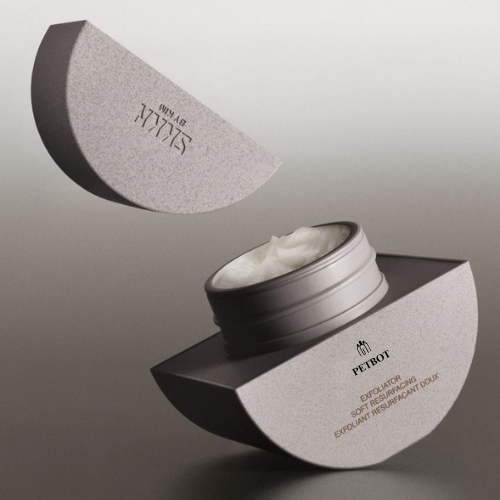 SKKN
BY KIM
PETBOT
EXFOLIATOR
SOFT RESURFACING
EXFOLIANT RESURFAÇANT DOUX